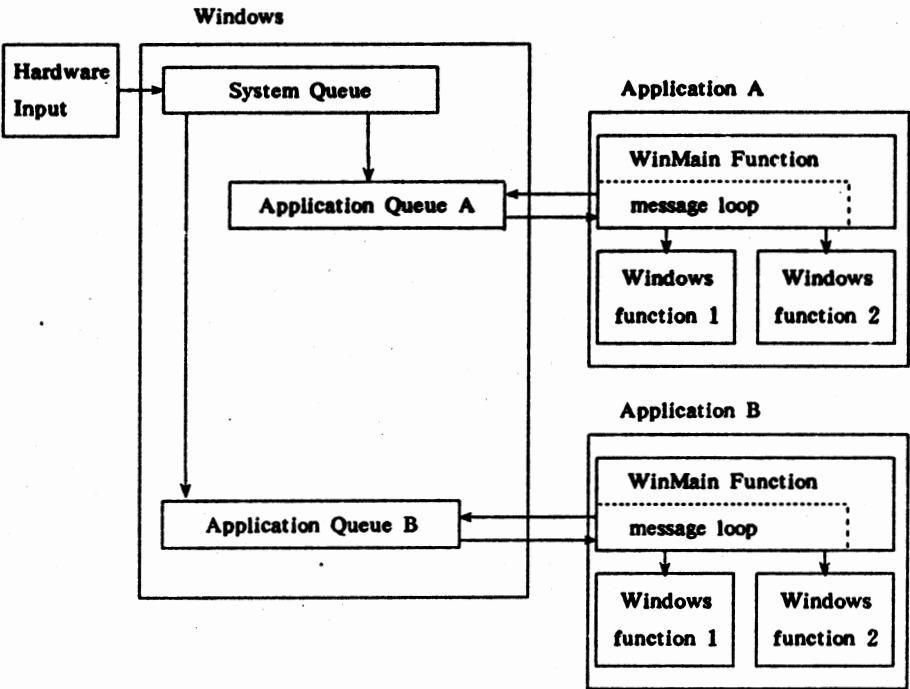 Windows
Hardware
Input
System Queue
Application Queue A
Application Queue B
Application A
WinMain Function
message loop
Windows
function 1
Windows
function 2
Application B
WinMain Function
message loop
Windows
function 1
Windows
function 2